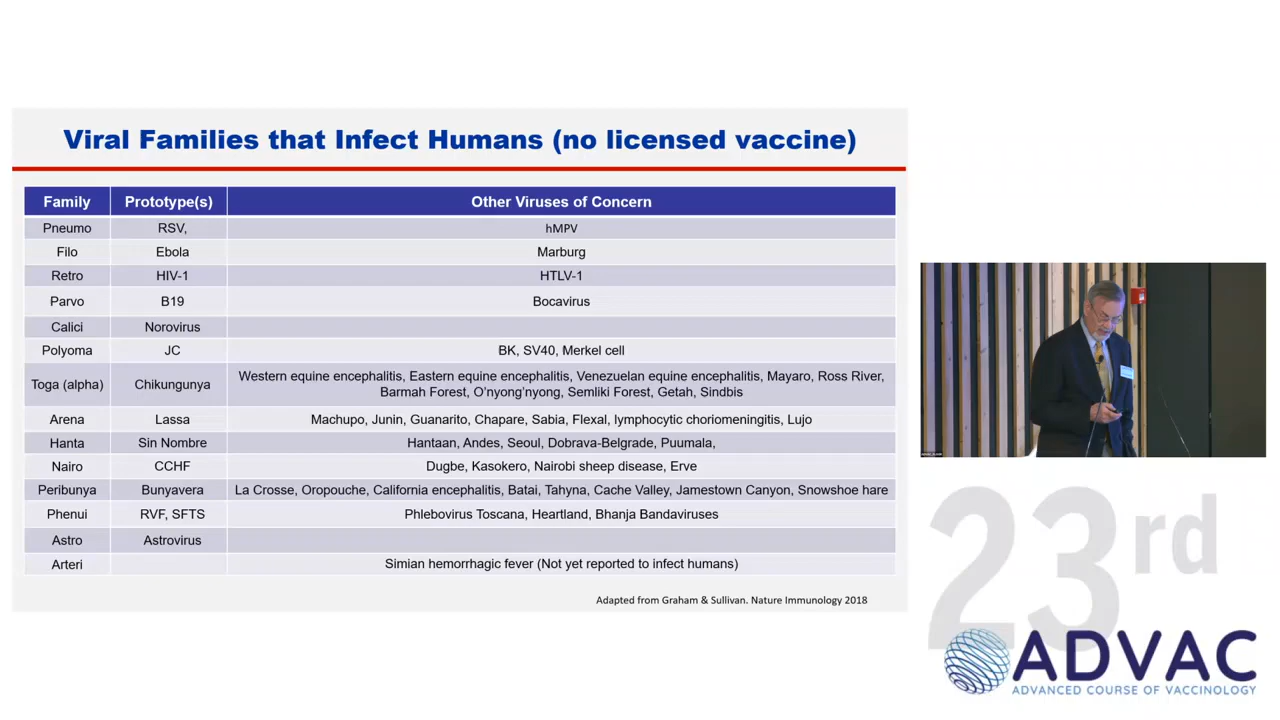 Viral Families that Infect Humans (no licensed vaccine)
Family Prototype(s) Other Viruses of Concern
Pneumo RSV, hMPV
Filo Ebola Marburg
Retro HIV-1 HTLV-1
Parvo B19 Bocavirus
Calici Norovirus
Polyoma JC BK, SV40, Merkel cell
Toga (alpha) Chikungunya Western equine encephalitis, Eastern equine encephalitis, Venezuelan equine encephalitis, Mayaro, Ross River,
Barmah Forest, O'nyong'nyong, Semliki Forest, Getah, Sindbis
Arena Lassa Machupo, Junin, Guanarito, Chapare, Sabia, Flexal, lymphocytic choriomeningitis, Lujo
Hanta Sin Nombre Hantaan, Andes, Seoul, Dobrava-Belgrade, Puumala,
Nairo CCHF Dugbe, Kasokero, Nairobi sheep disease, Erve
Peribunya Bunyavera La Crosse, Oropouche, California encephalitis, Batai, Tahyna, Cache Valley, Jamestown Canyon, Snowshoe hare
Phenui RVF, SFTS Phlebovirus Toscana, Heartland, Bhanja Bandaviruses
Astro Astrovirus
Arteri Simian hemorrhagic fever (Not yet reported to infect humans)
Adapted from Graham & Sullivan. Nature Immunology 2018
23rd
ADVAC
ADVANCED COURSE OF VACCINOLOGY